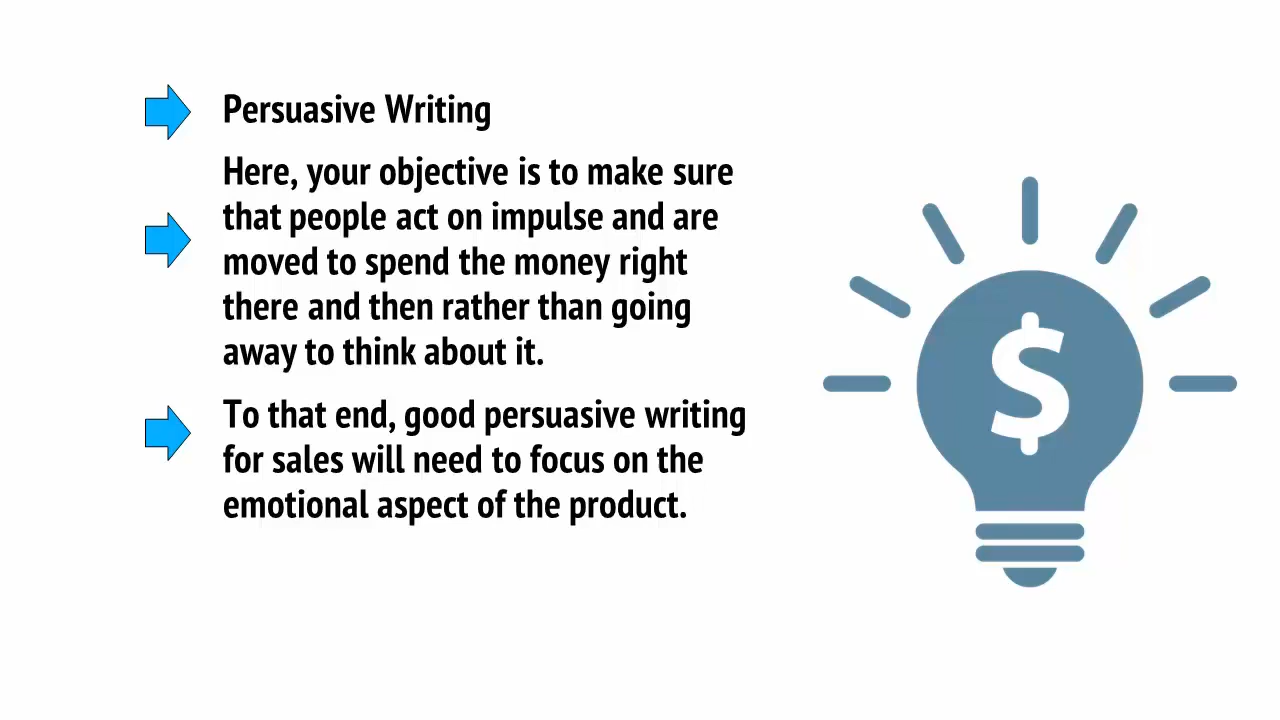 Persuasive Writing
Here, your objective is to make sure
that people act on impulse and are
moved to spend the money right
there and then rather than going
away to think about it.
To that end, good persuasive writing
for sales will need to focus on the
emotional aspect of the product.
$